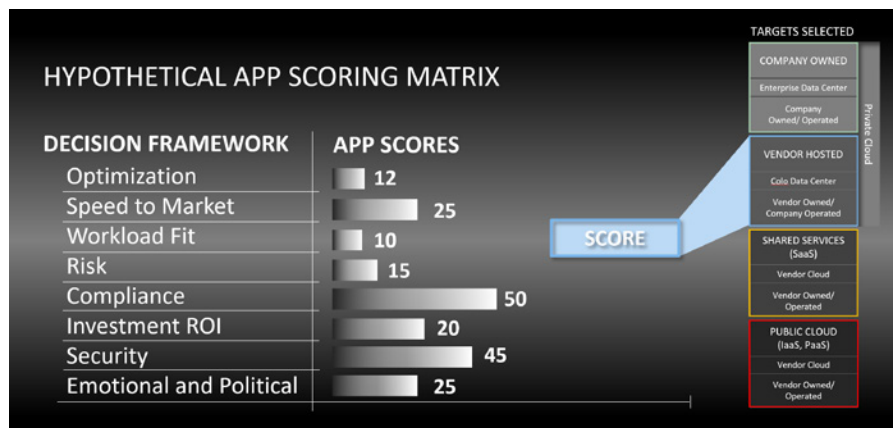 TARGETS SELECTED
HYPOTHETICAL APP SCORING MATRIX
DECISION FRAMEWORK
APP SCORES
Optimization
12
Speed to Market
25
Workload Fit
10
Risk
15
Compliance
50
Investment ROI
20
Security
45
Emotional and Political
25
SCORE
COMPANY OWNED
Enterprise Data Center
Company
Owned/ Operated
VENDOR HOSTED
Colo Data Center
Vendor Owned/
Company Operated
Private Cloud
SHARED SERVICES
(SaaS)
Vendor Cloud
Vendor Owned/
Operated
PUBLIC CLOUD
(IaaS, PaaS)
Vendor Cloud
Vendor Owned/
Operated